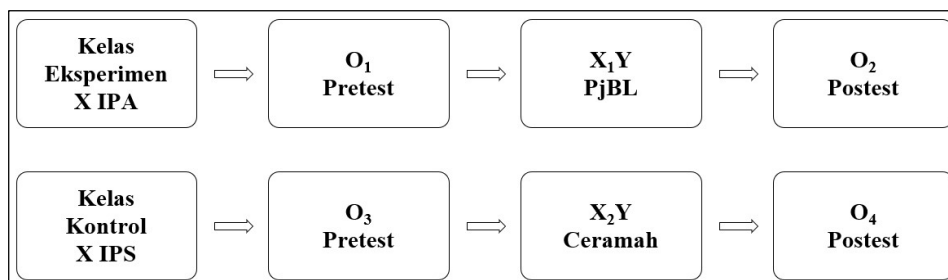 Kelas
Eksperimen
X IPA
O₁
Pretest
X₁Y
PjBL
O₂
Postest
Kelas
Kontrol
X IPS
O₃
Pretest
X₂Y
Ceramah
O₄
Postest